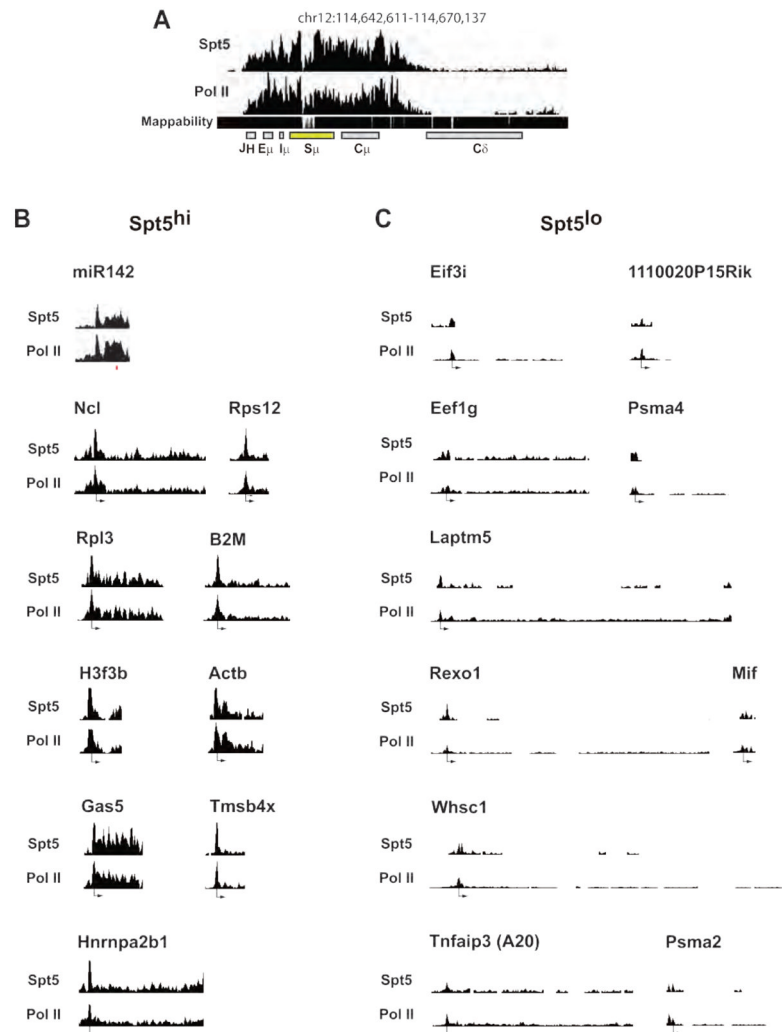 A
chr12:114,642,611-114,670,137
Spt5
Pol II
Mappability
JH Eμ Iμ Sμ Cμ Cδ
B Spt5hi
miR142
Spt5
Pol II
Ncl Rps12
Spt5
Pol II
Rpl3 B2M
Spt5
Pol II
H3f3b Actb
Spt5
Pol II
Gas5 Tmsb4x
Spt5
Pol II
Hnrnpa2b1
Spt5
Pol II
C Spt5lo
Eif3i 1110020P15Rik
Spt5
Pol II
Eef1g Psma4
Spt5
Pol II
Laptm5
Spt5
Pol II
Rexo1 Mif
Spt5
Pol II
Whsc1
Spt5
Pol II
Tnfaip3 (A20) Psma2
Spt5
Pol II